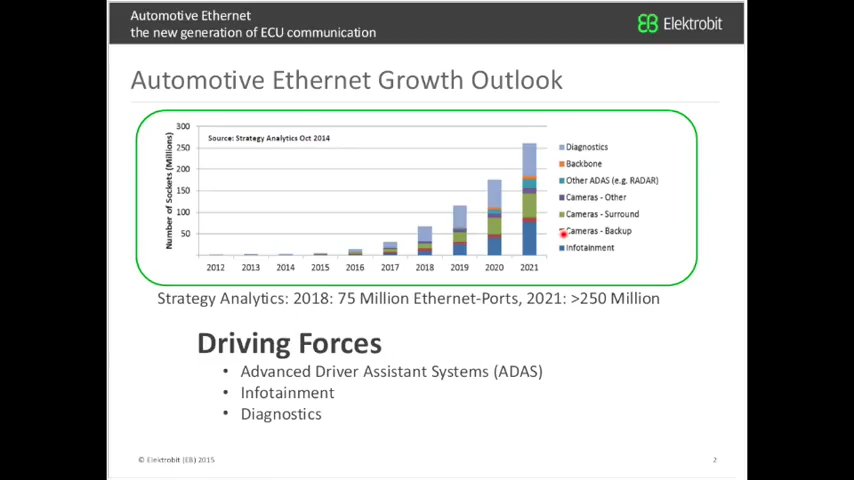 Automotive Ethernet
the new generation of ECU communication
EB Elektrobit
Automotive Ethernet Growth Outlook
Number of Sockets (Millions)
300
250
200
150
100
50
Source: Strategy Analytics Oct 2014
2012 2013 2014 2015 2016 2017 2018 2019 2020 2021
Diagnostics
Backbone
Other ADAS (e.g. RADAR)
Cameras - Other
Cameras - Surround
Cameras - Backup
Infotainment
Strategy Analytics: 2018: 75 Million Ethernet-Ports, 2021: >250 Million
Driving Forces
• Advanced Driver Assistant Systems (ADAS)
• Infotainment
• Diagnostics
© Elektrobit (EB) 2015
2